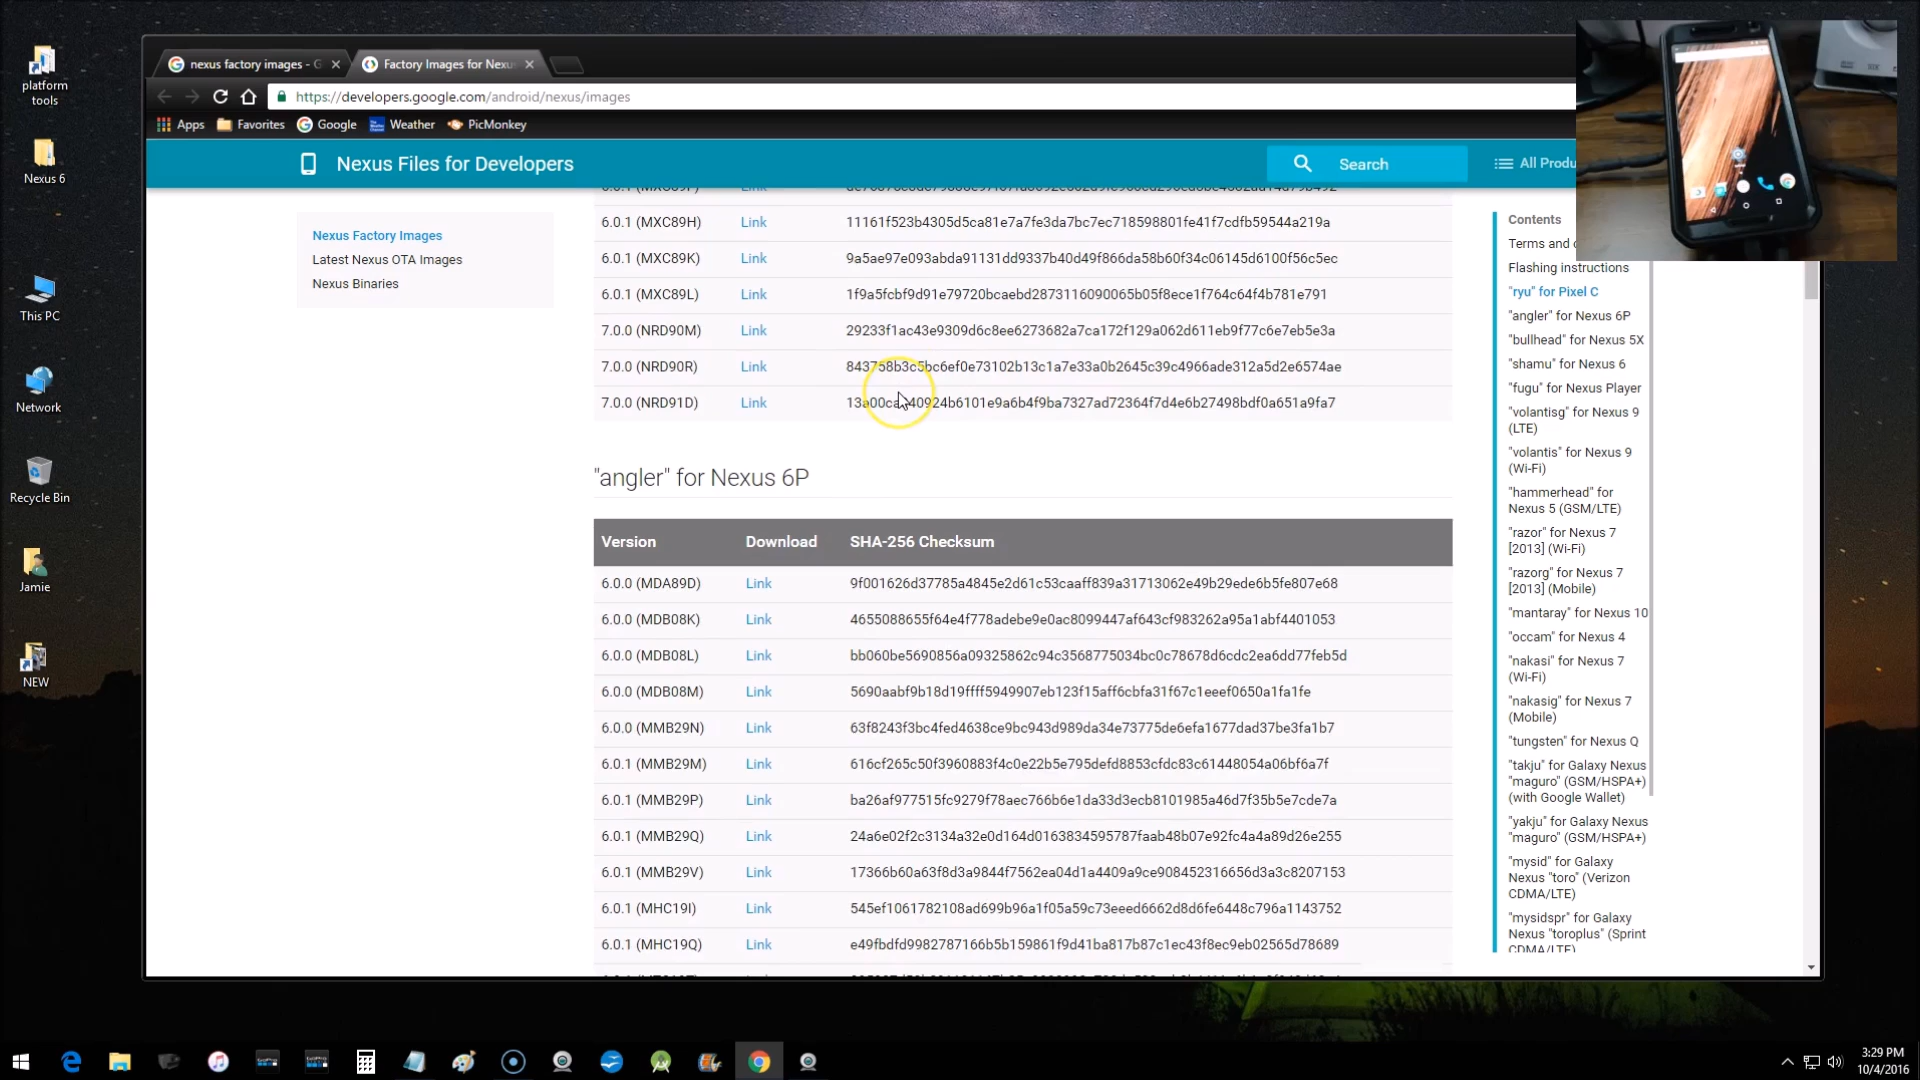 platform
tools
Nexus 6
This PC
Network
Recycle Bin
Jamie
NEW
nexus factory images - G
Factory Images for Nexu
https://developers.google.com/android/nexus/images
Apps
Favorites
Google
Weather
PicMonkey
Nexus Files for Developers
Search
All Produ
Nexus Factory Images
Latest Nexus OTA Images
Nexus Binaries
6.0.1 (MXC89H) Link 11161f523b4305d5ca81e7a7fe3da7bc7ec718598801fe41f7cdfb59544a219a
6.0.1 (MXC89K) Link 9a5ae97e093abda91131dd9337b40d49f866da58b60f34c06145d6100f56c5ec
6.0.1 (MXC89L) Link 1f9a5fcbf9d91e79720bcaebd2873116090065b05f8ece1f764c64f4b781e791
7.0.0 (NRD90M) Link 29233f1ac43e9309d6c8ee6273682a7ca172f129a062d611eb9f77c6e7eb5e3a
7.0.0 (NRD90R) Link 843758b3c5bc6ef0e73102b13c1a7e33a0b2645c39c4966ade312a5d2e6574ae
7.0.0 (NRD91D) Link
"angler" for Nexus 6P
Version Download SHA-256 Checksum
6.0.0 (MDA89D) Link 9f001626d37785a4845e2d61c53caaff839a31713062e49b29ede6b5fe807e68
6.0.0 (MDB08K) Link 4655088655f64e4f778adebe9e0ac8099447af643cf983262a95a1abf4401053
6.0.0 (MDB08L) Link bb060be5690856a09325862c94c3568775034bc0c78678d6cdc2ea6dd77feb5d
6.0.0 (MDB08M) Link 5690aabf9b18d19ffff5949907eb123f15aff6cbfa31f67c1eeef0650a1fa1fe
6.0.0 (MMB29N) Link 63f8243f3bc4fed4638ce9bc943d989da34e73775de6efa1677dad37be3fa1b7
6.0.1 (MMB29M) Link 616cf265c50f3960883f4c0e22b5e795defd8853cfdc83c61448054a06bf6a7f
6.0.1 (MMB29P) Link ba26af977515fc9279f78aec766b6e1da33d3ecb8101985a46d7f35b5e7cde7a
6.0.1 (MMB29Q) Link 24a6e02f2c3134a32e0d164d0163834595787faab48b07e92fc4a4a89d26e255
6.0.1 (MMB29V) Link 17366b60a63f8d3a9844f7562ea04d1a4409a9ce908452316656d3a3c8207153
6.0.1 (MHC19I) Link 545ef1061782108ad699b96a1f05a59c73eeed6662d8d6fe6448c796a1143752
6.0.1 (MHC19Q) Link e49fbdfd9982787166b5b159861f9d41ba817b87c1ec43f8ec9eb02565d78689
Contents
Terms and c
Flashing instructions
"ryu" for Pixel C
"angler" for Nexus 6P
"bullhead" for Nexus 5X
"shamu" for Nexus 6
"fugu" for Nexus Player
"volantisg" for Nexus 9
(LTE)
"volantis" for Nexus 9
(Wi-Fi)
"hammerhead" for
Nexus 5 (GSM/LTE)
"razor" for Nexus 7
[2013] (Wi-Fi)
"razorg" for Nexus 7
[2013] (Mobile)
"mantaray" for Nexus 10
"occam" for Nexus 4
"nakasi" for Nexus 7
(Wi-Fi)
"nakasig" for Nexus 7
(Mobile)
"tungsten" for Nexus Q
"takju" for Galaxy Nexus
"maguro" (GSM/HSPA+)
(with Google Wallet)
"yakju" for Galaxy Nexus
"maguro" (GSM/HSPA+)
"mysid" for Galaxy
Nexus "toro" (Verizon
CDMA/LTE)
"mysidspr" for Galaxy
Nexus "toroplus" (Sprint
CDMA/LTE)
3:29 PM
10/4/2016